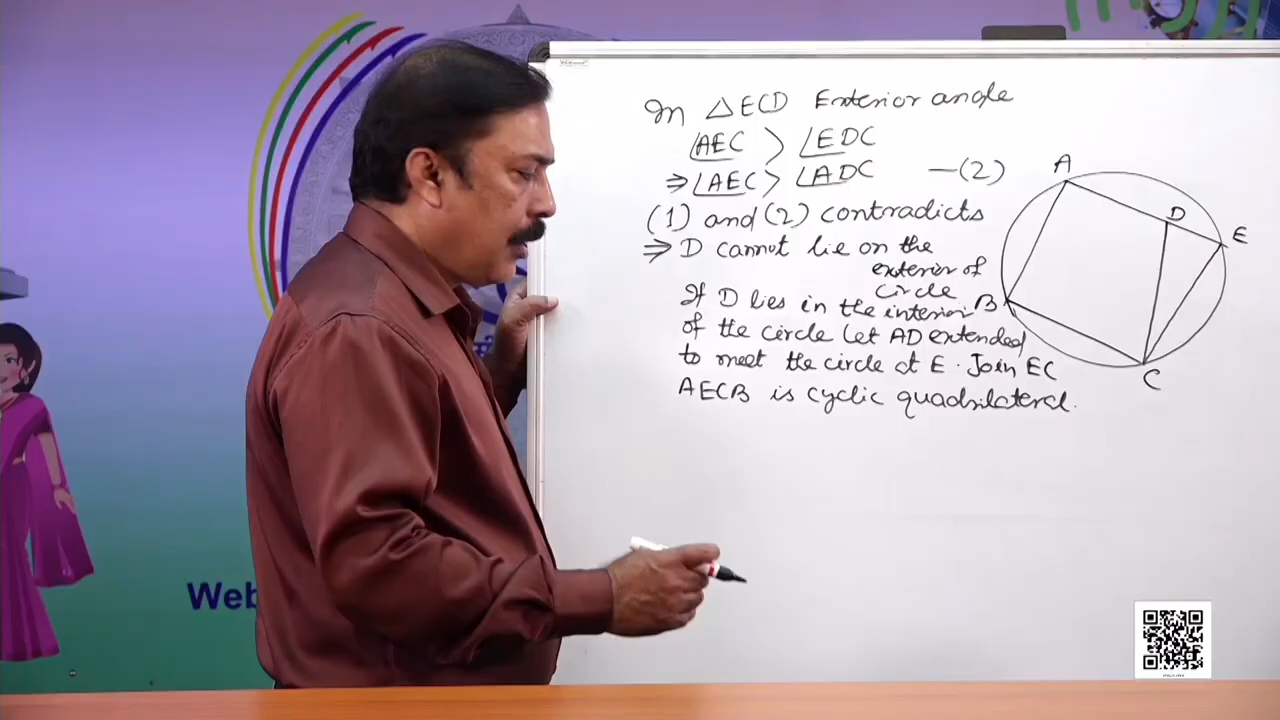 In △ECD Exterior angle
∠AEC > ∠EDC
⇒ ∠AEC > ∠ADC —(2)
(1) and (2) contradicts
⇒ D cannot lie on the
exterior of
circle
If D lies in the interior
of the circle Let AD extended
to meet the circle at E. Join EC
AECB is cyclic quadrilateral.
A
D
E
B
C
Web